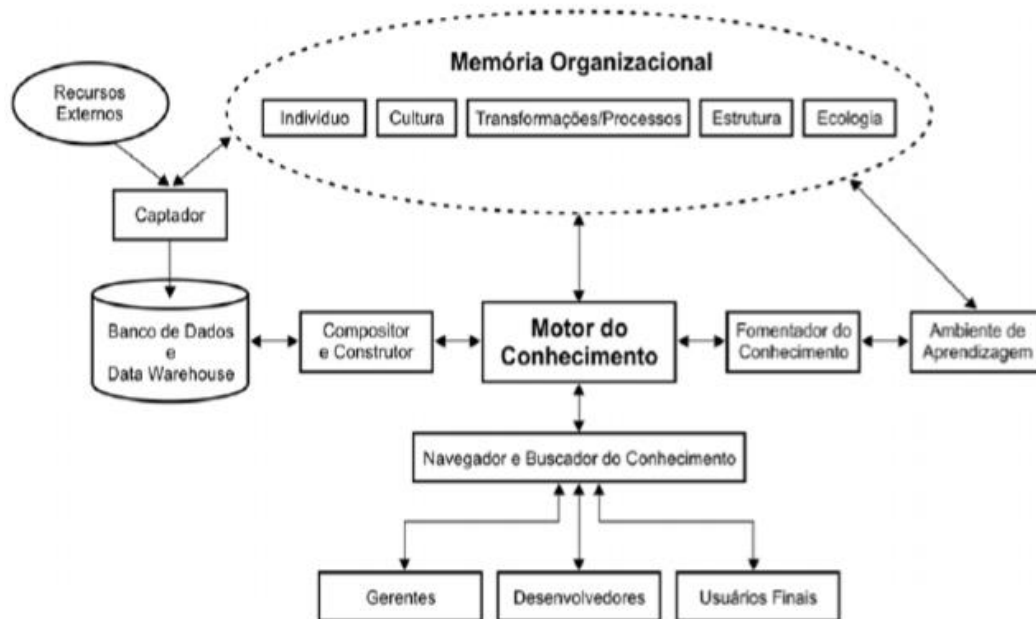 Memória Organizacional
Recursos
Externos
Indivíduo
Cultura
Transformações/Processos
Estrutura
Ecologia
Captador
Banco de Dados
e
Data Warehouse
Compositor
e Construtor
Motor do
Conhecimento
Fomentador do
Conhecimento
Ambiente de
Aprendizagem
Navegador e Buscador do Conhecimento
Gerentes
Desenvolvedores
Usuários Finais